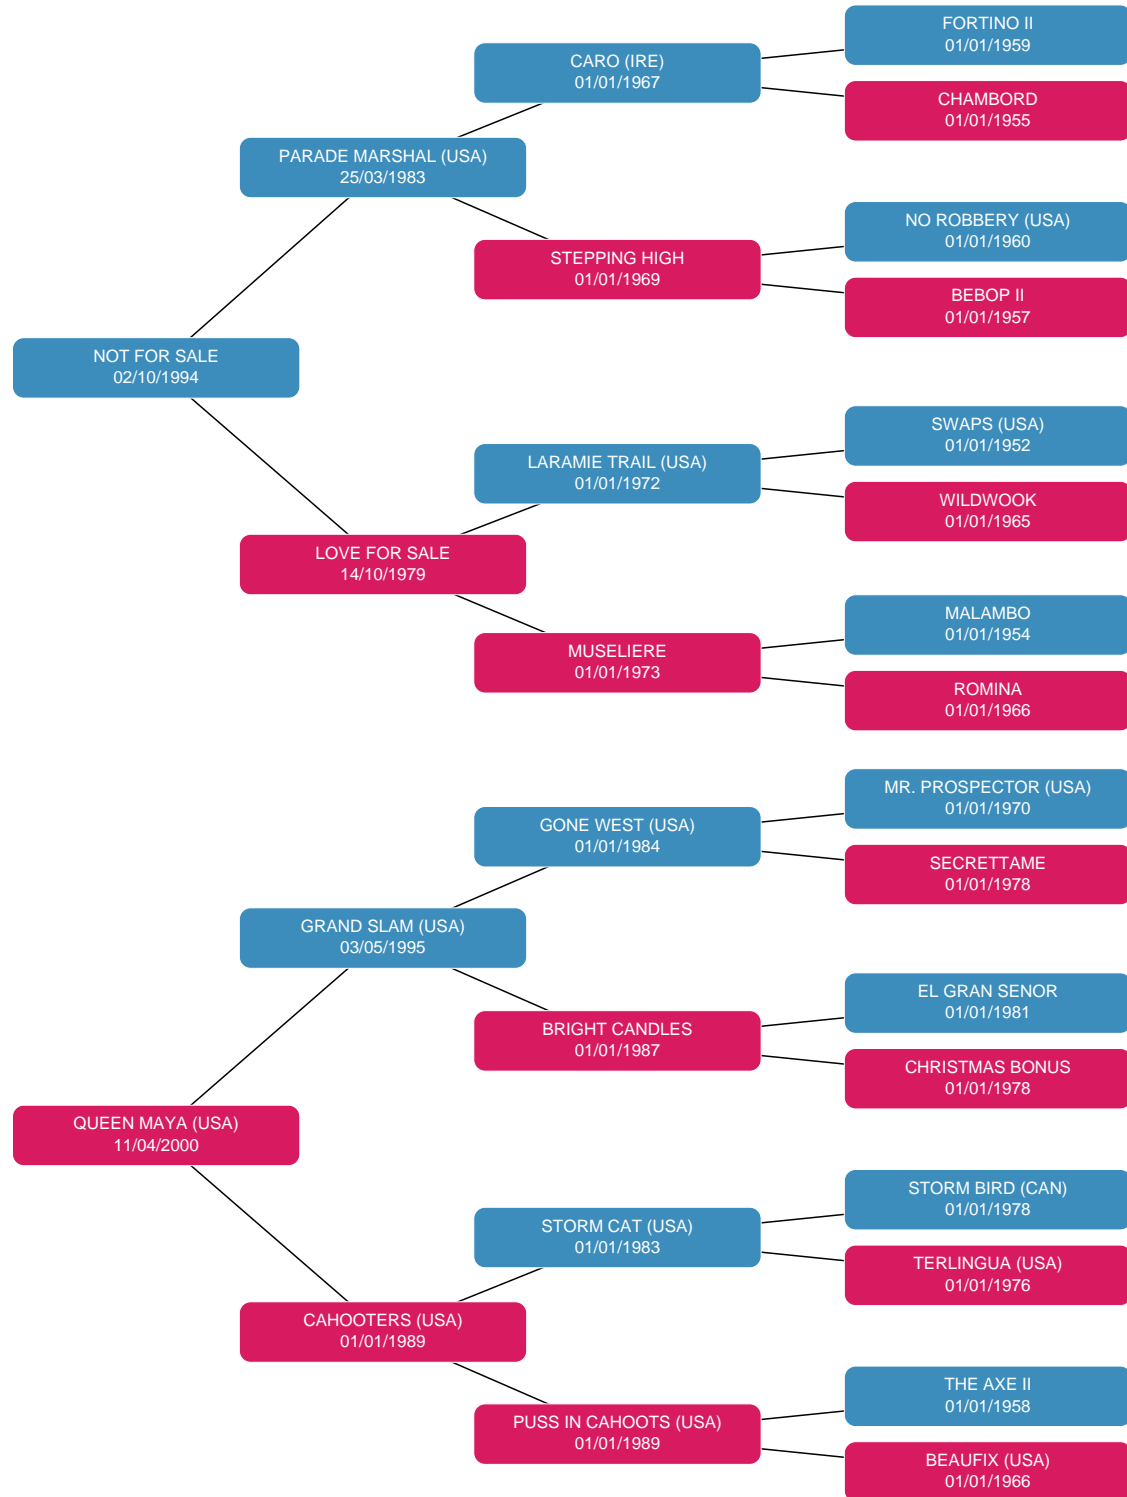 FORTINO II
01/01/1959
CARO (IRE)
01/01/1967
CHAMBORD
01/01/1955
PARADE MARSHAL (USA)
25/03/1983
NO ROBBERY (USA)
01/01/1960
STEPPING HIGH
01/01/1969
BEBOP II
01/01/1957
NOT FOR SALE
02/10/1994
SWAPS (USA)
01/01/1952
LARAMIE TRAIL (USA)
01/01/1972
WILDWOOK
01/01/1965
LOVE FOR SALE
14/10/1979
MALAMBO
01/01/1954
MUSELIERE
01/01/1973
ROMINA
01/01/1966
MR. PROSPECTOR (USA)
01/01/1970
GONE WEST (USA)
01/01/1984
SECRETTAME
01/01/1978
GRAND SLAM (USA)
03/05/1995
EL GRAN SENOR
01/01/1981
BRIGHT CANDLES
01/01/1987
CHRISTMAS BONUS
01/01/1978
QUEEN MAYA (USA)
11/04/2000
STORM BIRD (CAN)
01/01/1978
STORM CAT (USA)
01/01/1983
TERLINGUA (USA)
01/01/1976
CAHOOTERS (USA)
01/01/1989
THE AXE II
01/01/1958
PUSS IN CAHOOTS (USA)
01/01/1989
BEAUFIX (USA)
01/01/1966